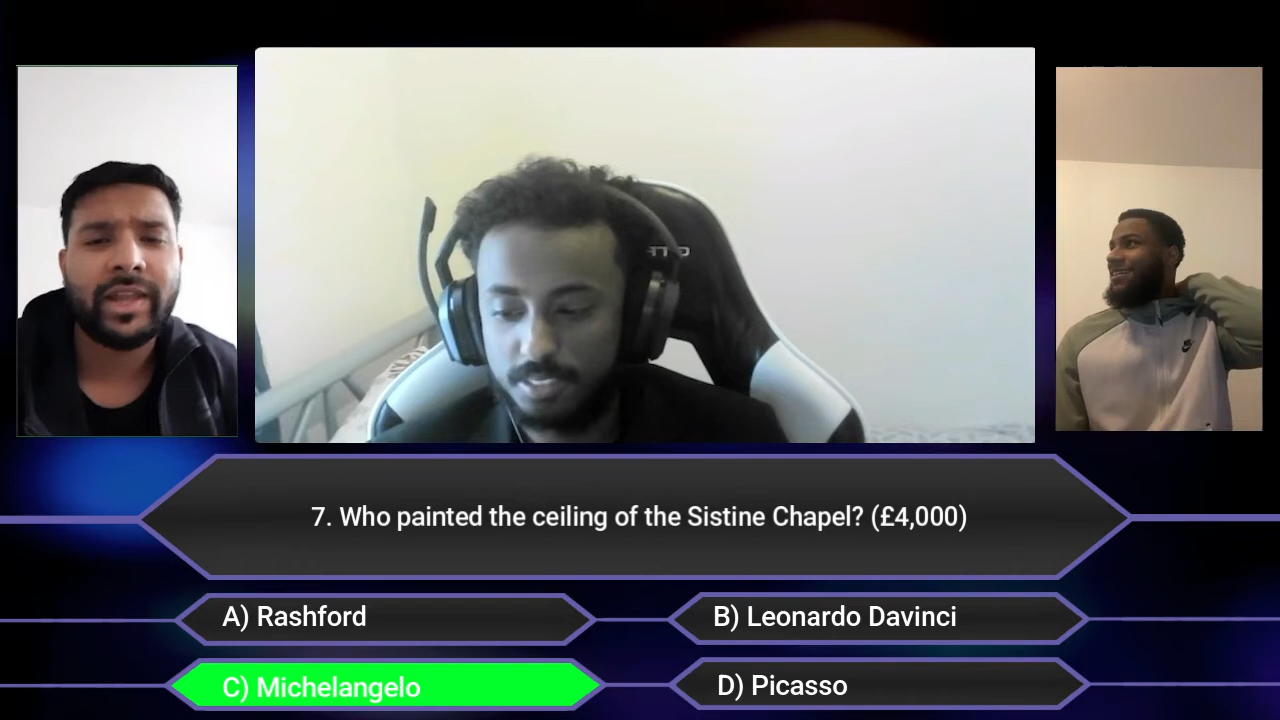 7. Who painted the ceiling of the Sistine Chapel? (£4,000)
A) Rashford
B) Leonardo Davinci
C) Michelangelo
D) Picasso